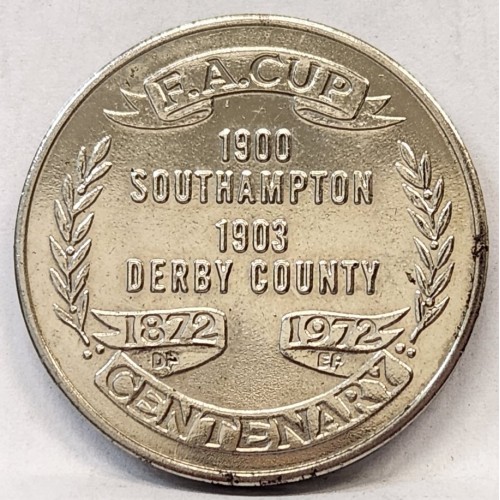 F.A.CUP
1900
SOUTHAMPTON
1903
DERBY COUNTY
1872 1972
CENTENARY